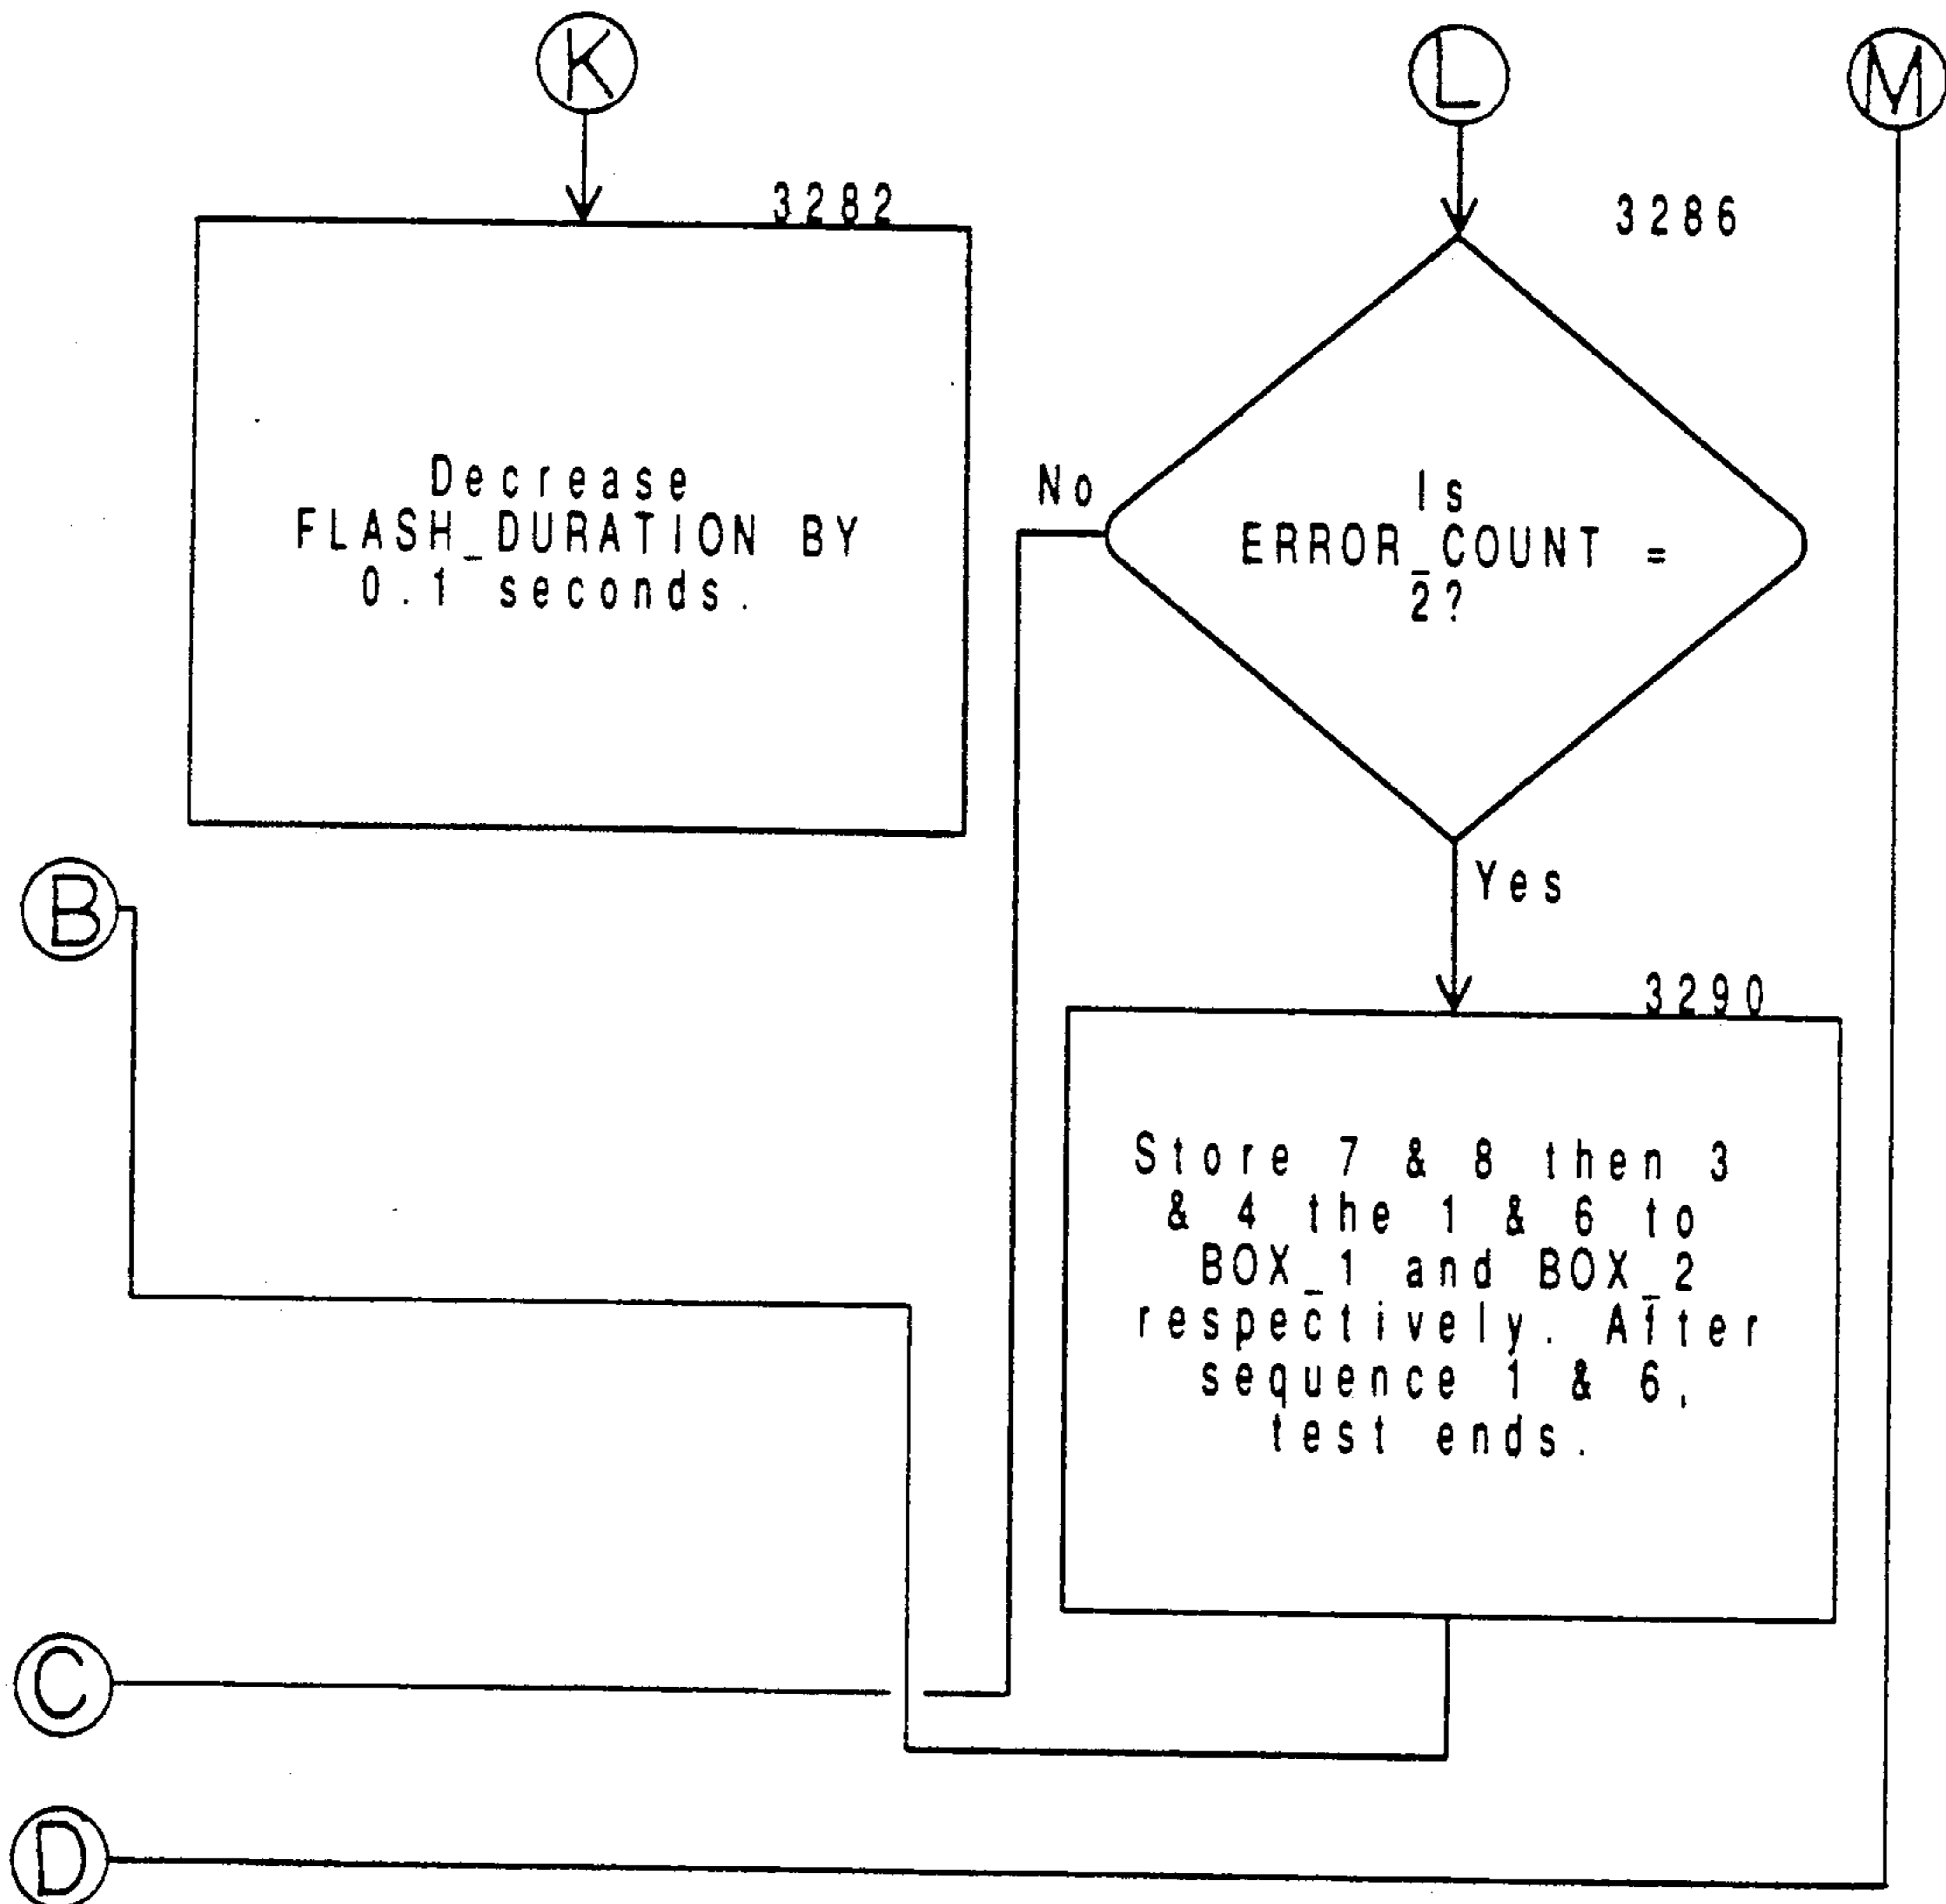 K
L
M
3282
3286
Decrease
FLASH_DURATION BY
0.1 seconds.
No
Is
ERROR_COUNT =
2?
Yes
B
3290
Store 7 & 8 then 3
& 4 the 1 & 6 to
BOX_1 and BOX_2
respectively. After
sequence 1 & 6,
test ends.
C
D